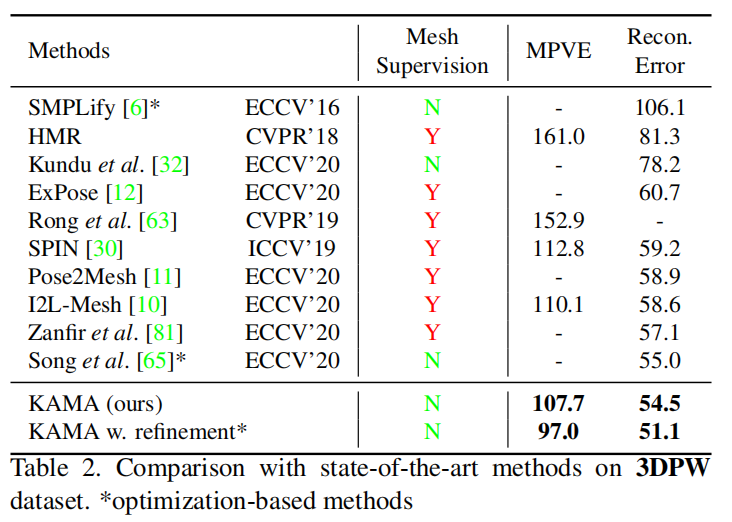 Methods Mesh Supervision MPVE Recon. Error
SMPLify [6]* ECCV’16 N - 106.1
HMR CVPR’18 Y 161.0 81.3
Kundu et al. [32] ECCV’20 N - 78.2
ExPose [12] ECCV’20 Y - 60.7
Rong et al. [63] CVPR’19 Y 152.9 -
SPIN [30] ICCV’19 Y 112.8 59.2
Pose2Mesh [11] ECCV’20 Y - 58.9
I2L-Mesh [10] ECCV’20 Y 110.1 58.6
Zanfir et al. [81] ECCV’20 Y - 57.1
Song et al. [65]* ECCV’20 N - 55.0
KAMA (ours) N 107.7 54.5
KAMA w. refinement* N 97.0 51.1
Table 2. Comparison with state-of-the-art methods on 3DPW
dataset. *optimization-based methods